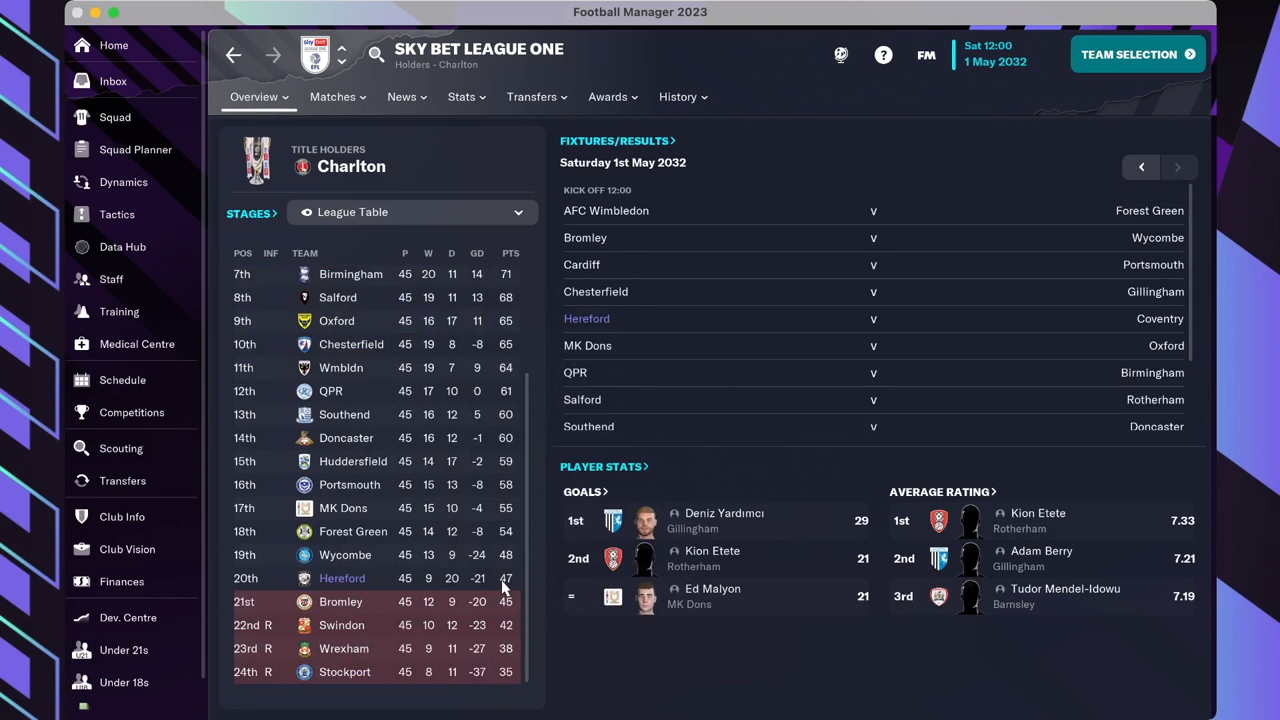 Football Manager 2023
Home
Inbox
Squad
Squad Planner
Dynamics
Tactics
Data Hub
Staff
Training
Medical Centre
Schedule
Competitions
Scouting
Transfers
Club Info
Club Vision
Finances
Dev. Centre
Under 21s
Under 18s
SKY BET LEAGUE ONE
Holders - Charlton
? FM
Sat 12:00
1 May 2032
TEAM SELECTION
Overview Matches News Stats Transfers Awards History
TITLE HOLDERS
Charlton
STAGES> League Table
POS INF TEAM P W D GD PTS
7th Birmingham 45 20 11 14 71
8th Salford 45 19 11 13 68
9th Oxford 45 16 17 11 65
10th Chesterfield 45 19 8 -8 65
11th Wmbldn 45 19 7 9 64
12th QPR 45 17 10 0 61
13th Southend 45 16 12 5 60
14th Doncaster 45 16 12 -1 60
15th Huddersfield 45 14 17 -2 59
16th Portsmouth 45 15 13 -8 58
17th MK Dons 45 15 10 -4 55
18th Forest Green 45 14 12 -8 54
19th Wycombe 45 13 9 -24 48
20th Hereford 45 9 20 -21 47
21st Bromley 45 12 9 -20 45
22nd R Swindon 45 10 12 -23 42
23rd R Wrexham 45 9 11 -27 38
24th R Stockport 45 8 11 -37 35
FIXTURES/RESULTS>
Saturday 1st May 2032
KICK OFF 12:00
AFC Wimbledon v Forest Green
Bromley v Wycombe
Cardiff v Portsmouth
Chesterfield v Gillingham
Hereford v Coventry
MK Dons v Oxford
QPR v Birmingham
Salford v Rotherham
Southend v Doncaster
PLAYER STATS>
GOALS>
1st Deniz Yardımcı 29
Gillingham
2nd Kion Etete 21
Rotherham
= Ed Malyon 21
MK Dons
AVERAGE RATING>
1st Kion Etete 7.33
Rotherham
2nd Adam Berry 7.21
Gillingham
3rd Tudor Mendel-Idowu 7.19
Barnsley